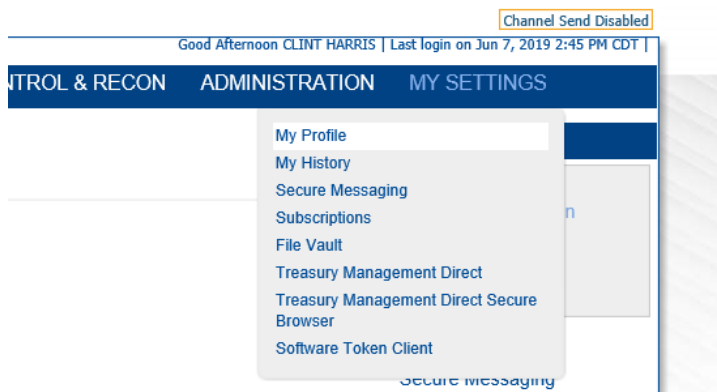 Channel Send Disabled
Good Afternoon CLINT HARRIS | Last login on Jun 7, 2019 2:45 PM CDT |
NTROL & RECON ADMINISTRATION MY SETTINGS
My Profile
My History
Secure Messaging
Subscriptions
n
File Vault
Treasury Management Direct
Treasury Management Direct Secure
Browser
Software Token Client
Secure Messaging